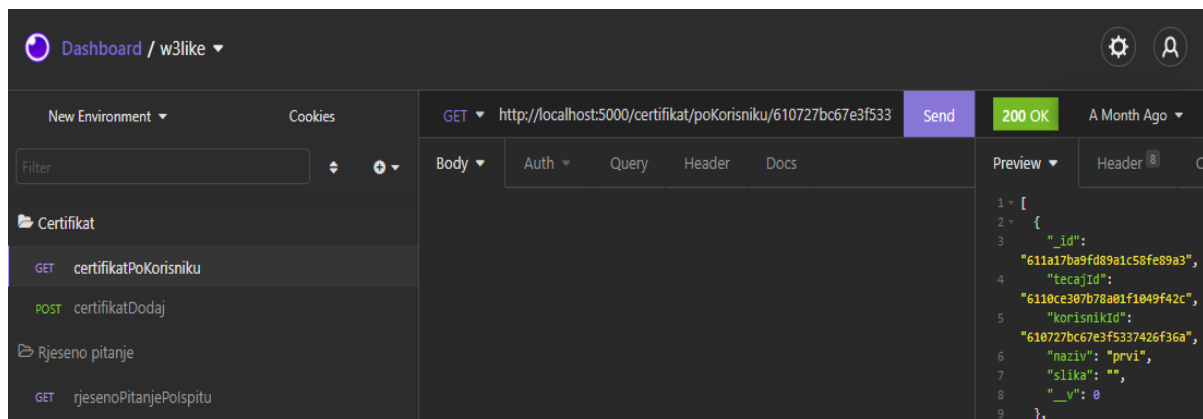 Dashboard / w3like
New Environment
Cookies
Filter
Certifikat
GET certifikatPoKorisniku
POST certifikatDodaj
Rjeseno pitanje
GET rjesenoPitanjePoIspitu
GET http://localhost:5000/certifikat/poKorisniku/610727bc67e3f533 Send
Body Auth Query Header Docs
200 OK A Month Ago
Preview Header 8
1 [
2 {
3 "_id":
"611a17ba9fd89a1c58fe89a3",
4 "tecajId":
"6110ce307b78a01f1049f42c",
5 "korisnikId":
"610727bc67e3f5337426f36a",
6 "naziv": "prvi",
7 "slika": "",
8 "__v": 0
9 },